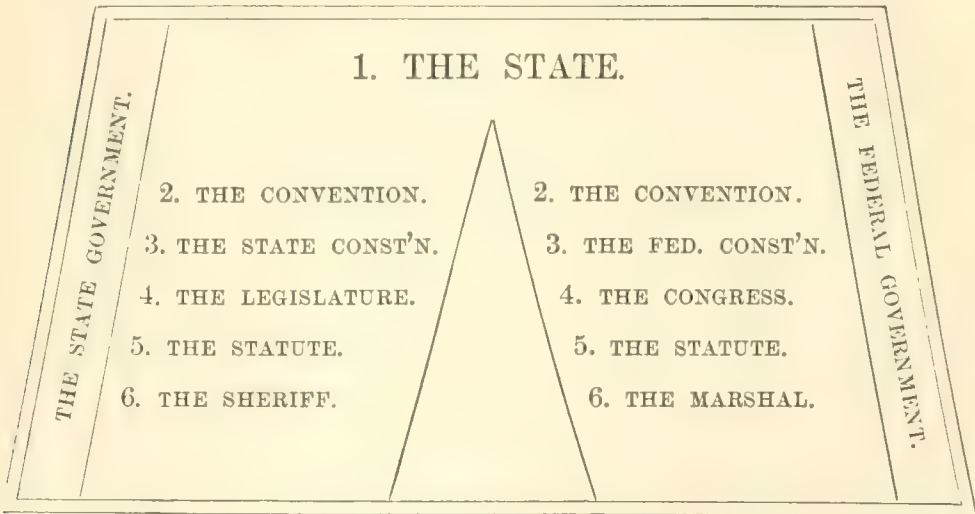 1. THE STATE.
THE STATE GOVERNMENT.
2. THE CONVENTION.
3. THE STATE CONST'N.
4. THE LEGISLATURE.
5. THE STATUTE.
6. THE SHERIFF.
2. THE CONVENTION.
3. THE FED. CONST'N.
4. THE CONGRESS.
5. THE STATUTE.
6. THE MARSHAL.
THE FEDERAL GOVERNMENT.